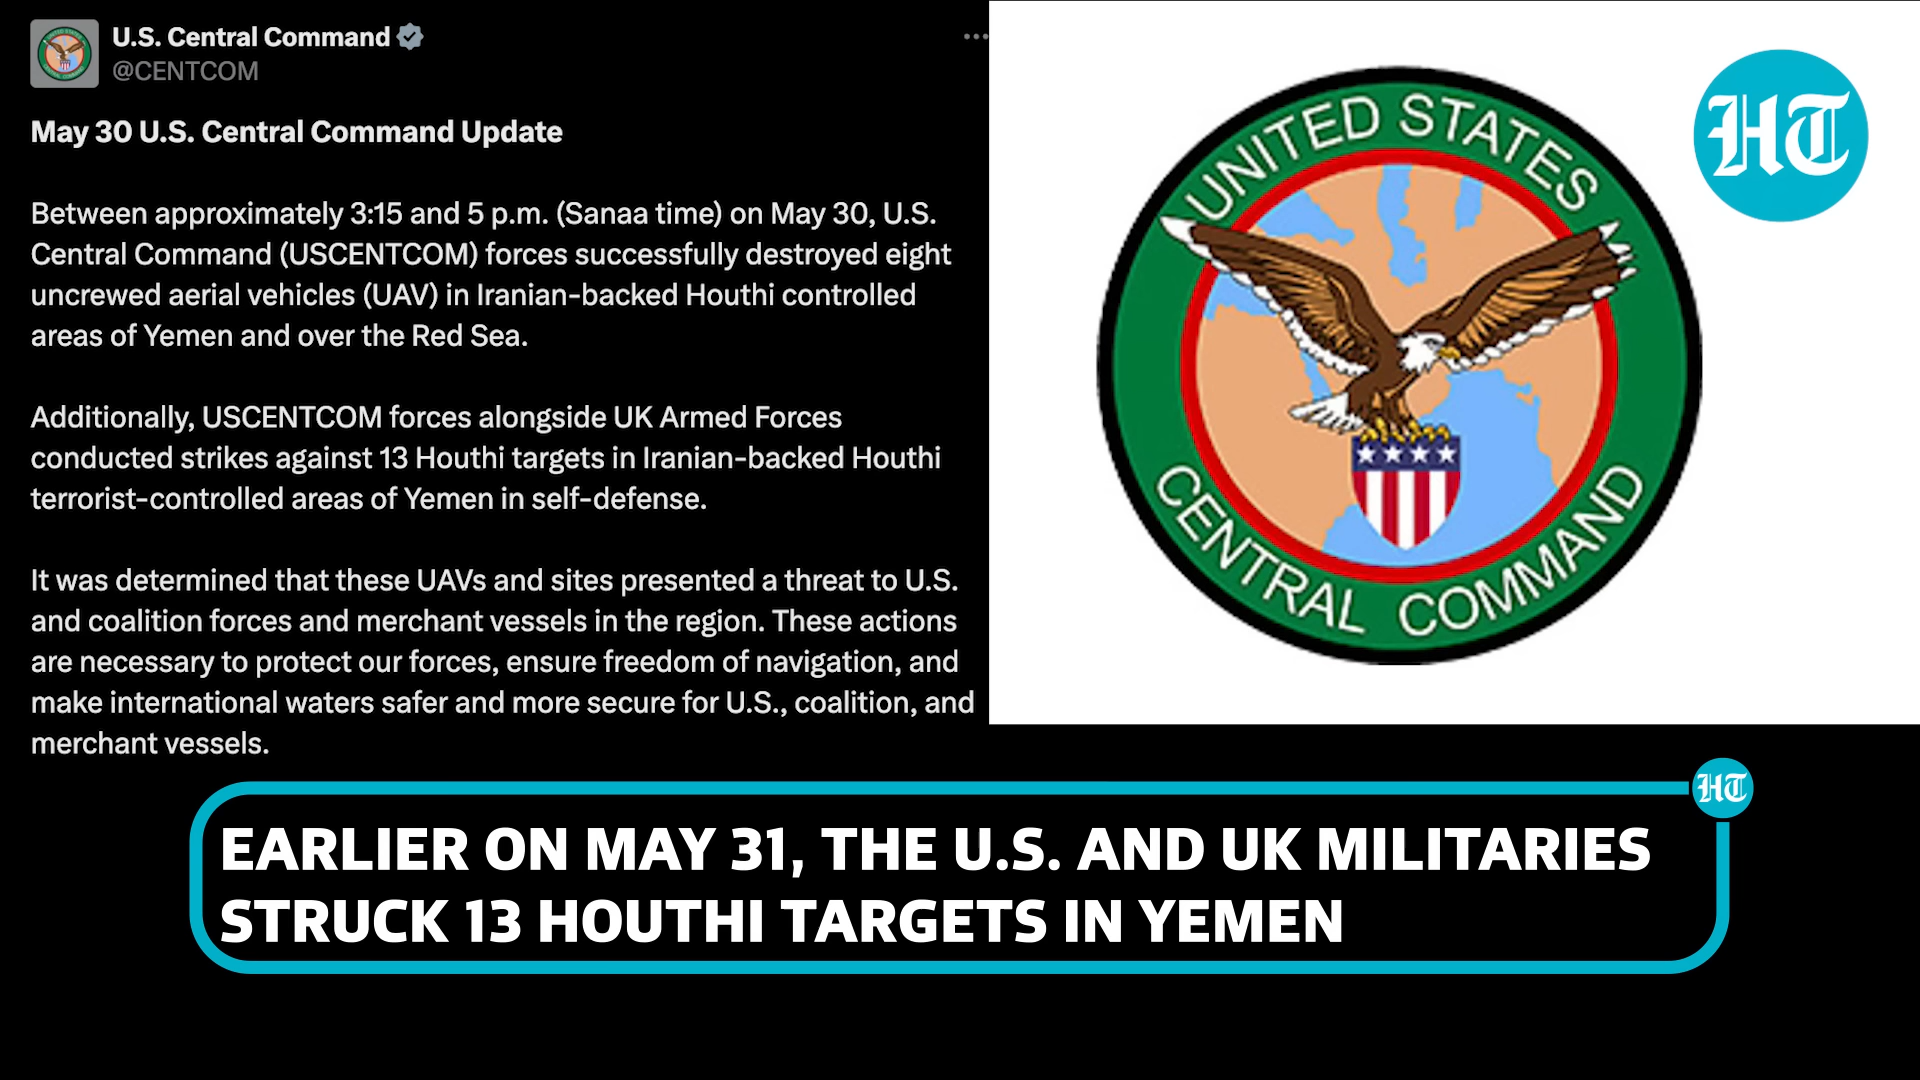 U.S. Central Command
@CENTCOM
May 30 U.S. Central Command Update
Between approximately 3:15 and 5 p.m. (Sanaa time) on May 30, U.S.
Central Command (USCENTCOM) forces successfully destroyed eight
uncrewed aerial vehicles (UAV) in Iranian-backed Houthi controlled
areas of Yemen and over the Red Sea.
Additionally, USCENTCOM forces alongside UK Armed Forces
conducted strikes against 13 Houthi targets in Iranian-backed Houthi
terrorist-controlled areas of Yemen in self-defense.
It was determined that these UAVs and sites presented a threat to U.S.
and coalition forces and merchant vessels in the region. These actions
are necessary to protect our forces, ensure freedom of navigation, and
make international waters safer and more secure for U.S., coalition, and
merchant vessels.
UNITED STATES
CENTRAL COMMAND
HT
HT
EARLIER ON MAY 31, THE U.S. AND UK MILITARIES
STRUCK 13 HOUTHI TARGETS IN YEMEN